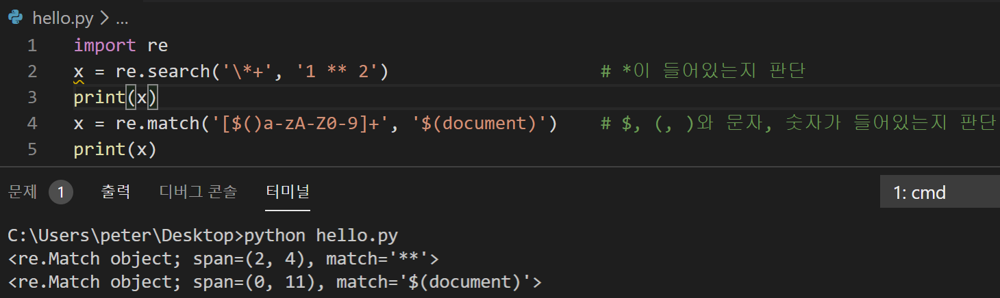 hello.py > ...
1 import re
2 x = re.search('\*+', '1 ** 2') # *이 들어있는지 판단
3 print(x)
4 x = re.match('[$()a-zA-Z0-9]+', '$(document)') # $, (, )와 문자, 숫자가 들어있는지 판단
5 print(x)
문제 1 출력 디버그 콘솔 터미널 1: cmd
C:\Users\peter\Desktop>python hello.py
<re.Match object; span=(2, 4), match='**'>
<re.Match object; span=(0, 11), match='$(document)'>